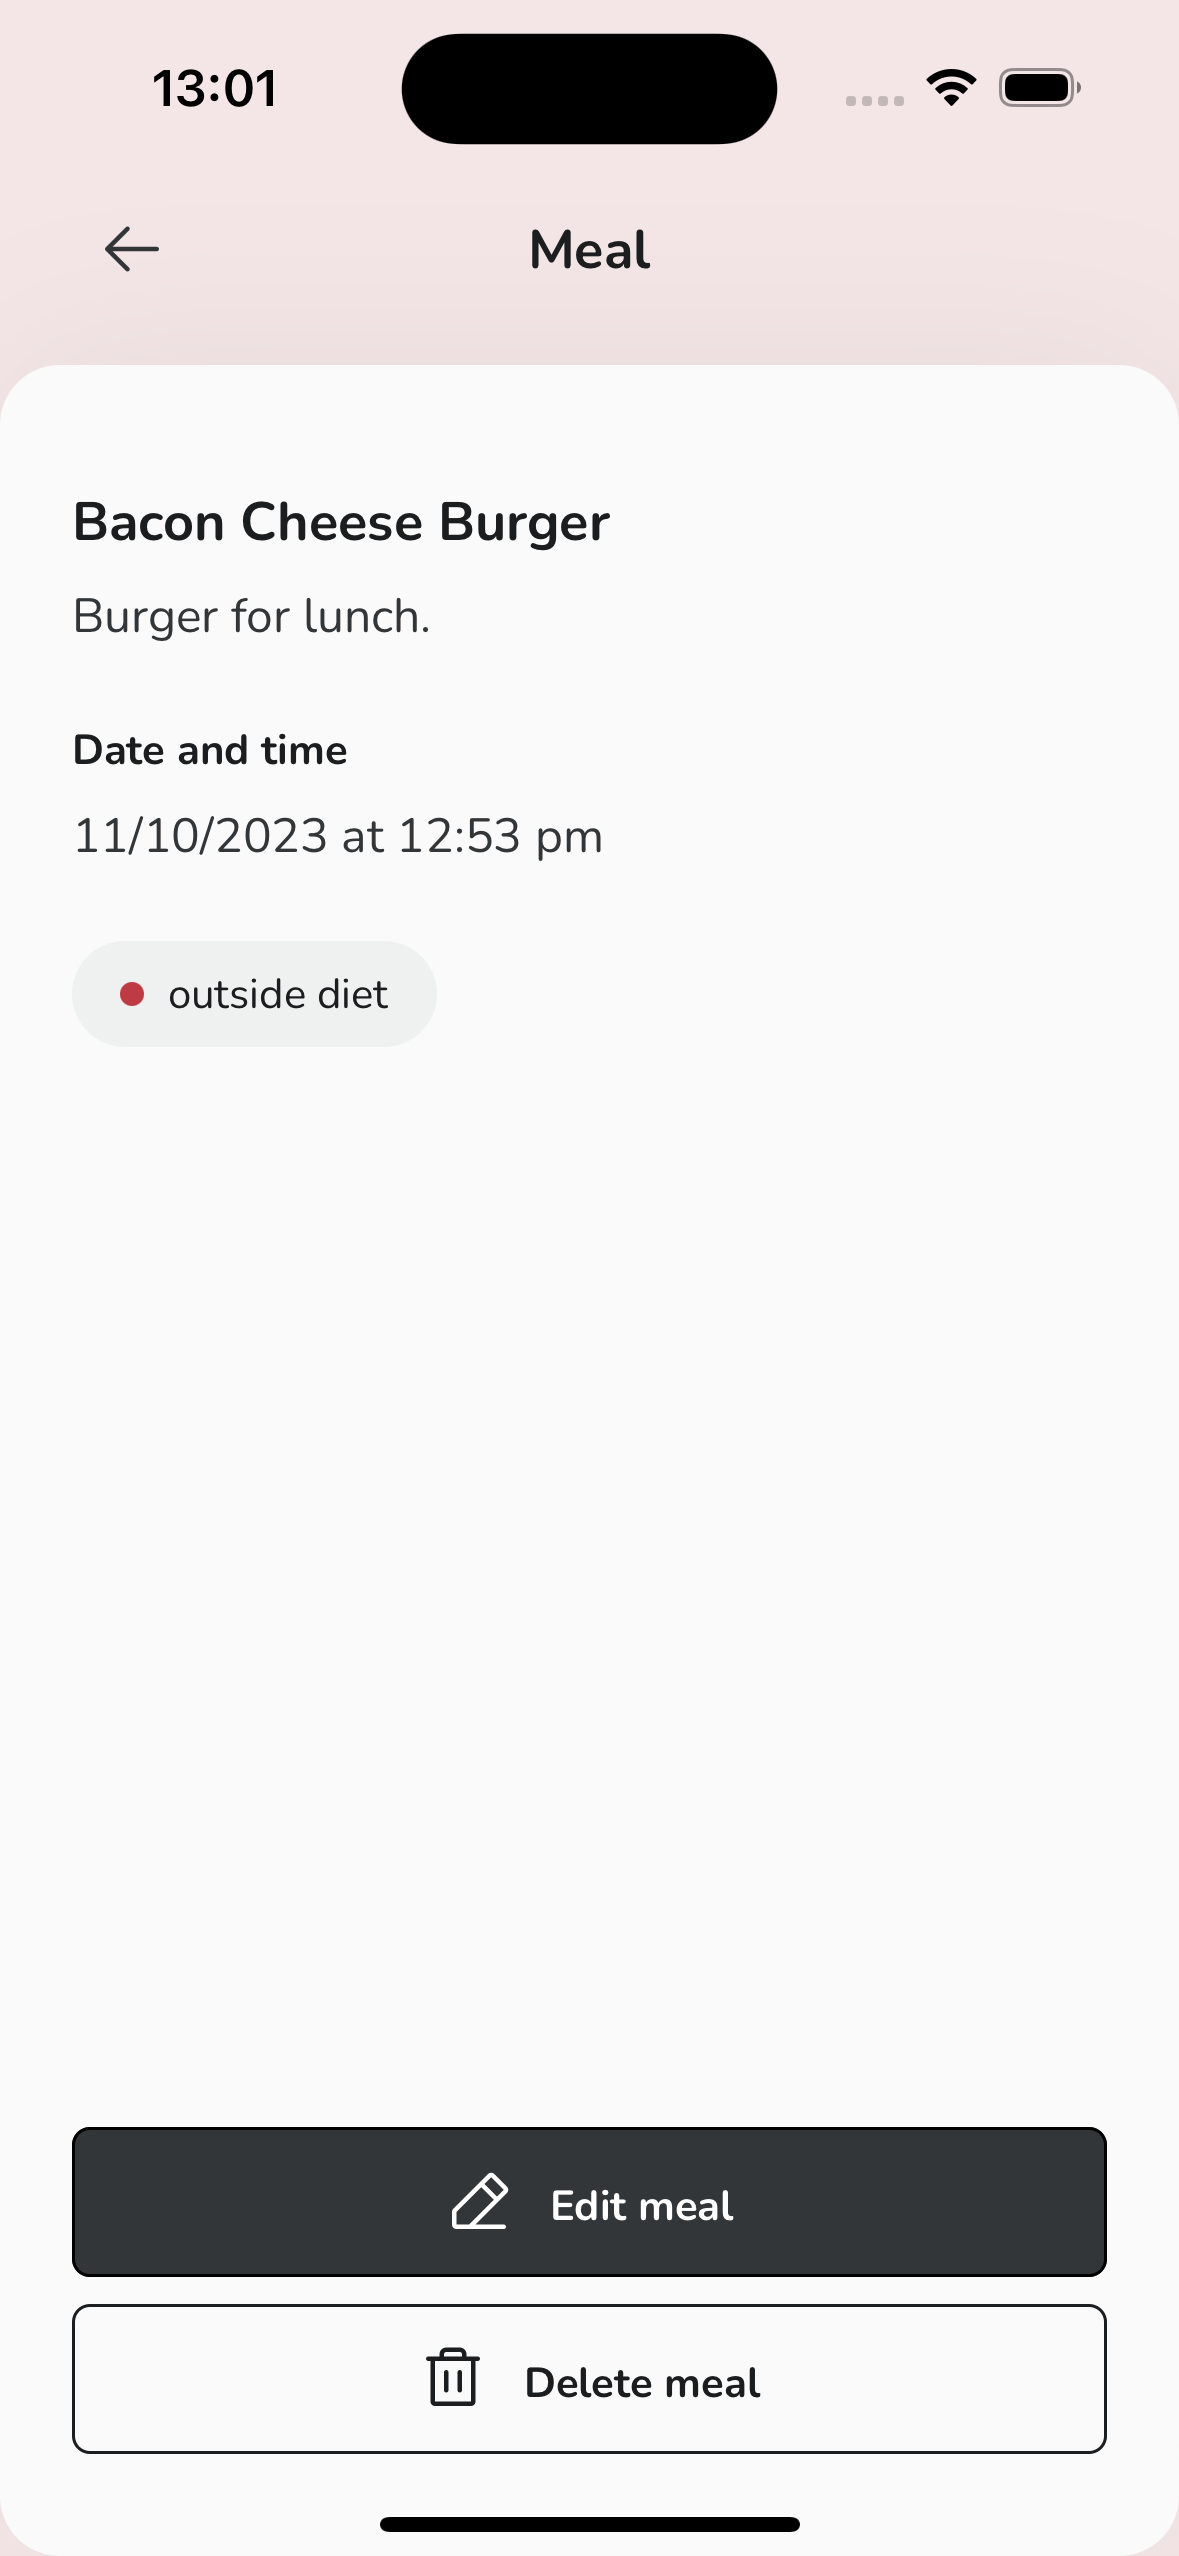 13:01
Meal
Bacon Cheese Burger
Burger for lunch.
Date and time
11/10/2023 at 12:53 pm
outside diet
Edit meal
Delete meal